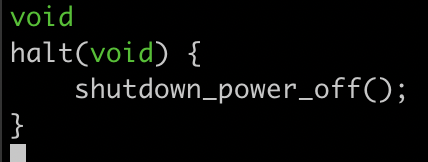 void
halt(void) {
    shutdown_power_off();
}